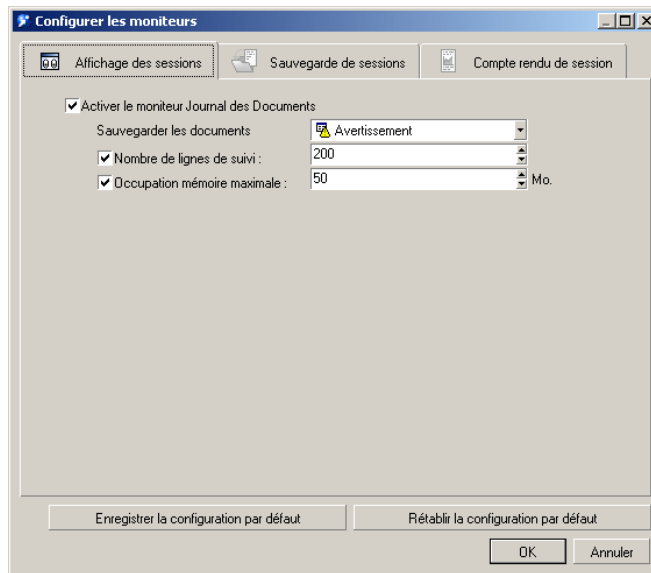 Configurer les moniteurs
Affichage des sessions
Sauvegarde de sessions
Compte rendu de session
Activer le moniteur Journal des Documents
Sauvegarder les documents
Avertissement
Nombre de lignes de suivi :
200
Occupation mémoire maximale :
50
Mo.
Enregistrer la configuration par défaut
Rétablir la configuration par défaut
OK
Annuler